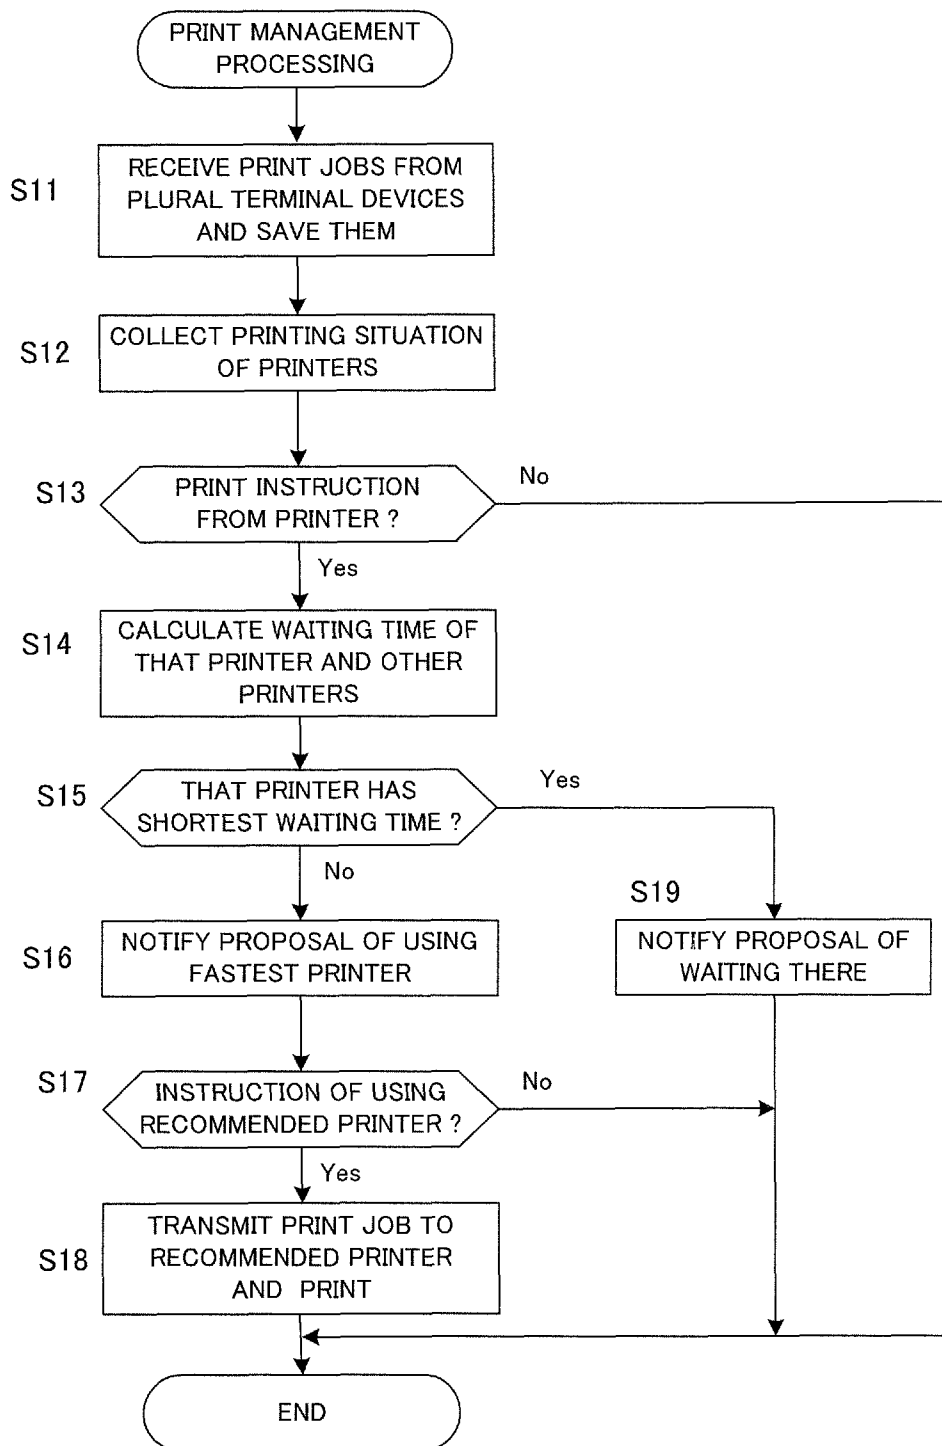 PRINT MANAGEMENT
PROCESSING
S11
RECEIVE PRINT JOBS FROM
PLURAL TERMINAL DEVICES
AND SAVE THEM
S12
COLLECT PRINTING SITUATION
OF PRINTERS
S13
PRINT INSTRUCTION
FROM PRINTER ?
No
Yes
S14
CALCULATE WAITING TIME OF
THAT PRINTER AND OTHER
PRINTERS
S15
THAT PRINTER HAS
SHORTEST WAITING TIME ?
Yes
No
S16
NOTIFY PROPOSAL OF USING
FASTEST PRINTER
S19
NOTIFY PROPOSAL OF
WAITING THERE
S17
INSTRUCTION OF USING
RECOMMENDED PRINTER ?
No
Yes
S18
TRANSMIT PRINT JOB TO
RECOMMENDED PRINTER
AND PRINT
END